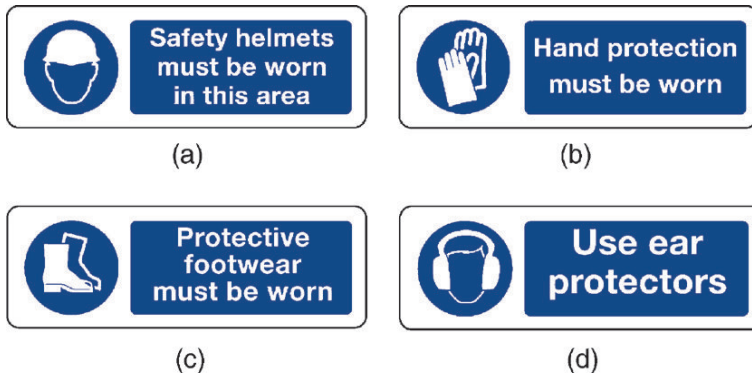 Safety helmets
must be worn
in this area
(a)
Hand protection
must be worn
(b)
Protective
footwear
must be worn
(c)
Use ear
protectors
(d)